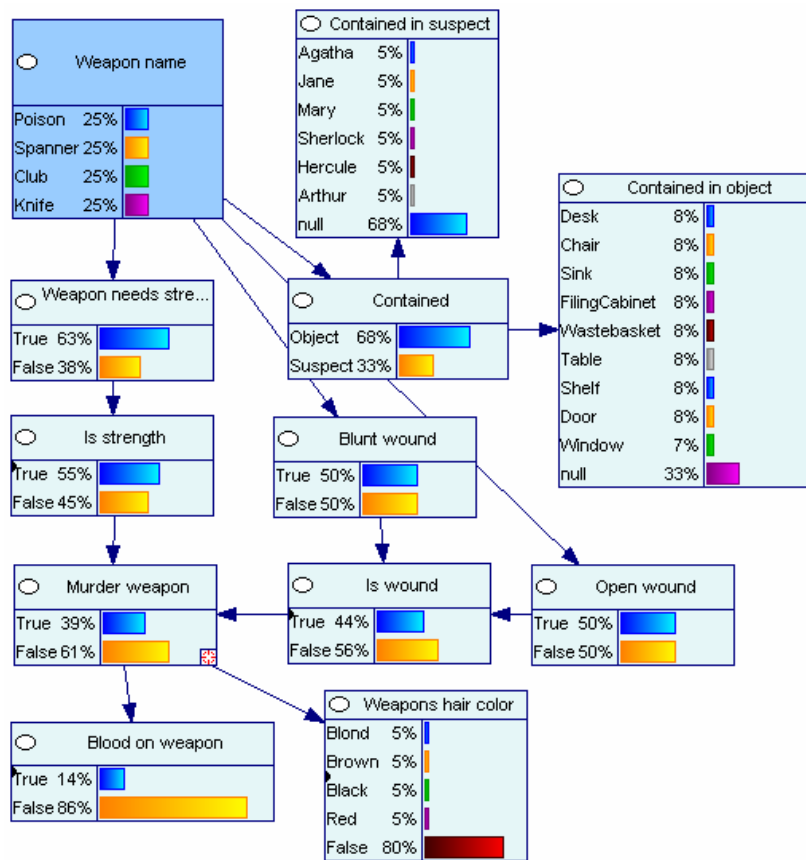 Weapon name
Poison 25%
Spanner 25%
Club 25%
Knife 25%
Contained in suspect
Agatha 5%
Jane 5%
Mary 5%
Sherlock 5%
Hercule 5%
Arthur 5%
null 68%
Contained in object
Desk 8%
Chair 8%
Sink 8%
FilingCabinet 8%
Wastebasket 8%
Table 8%
Shelf 8%
Door 8%
Window 7%
null 33%
Weapon needs stre...
True 63%
False 38%
Contained
Object 68%
Suspect 33%
Is strength
True 55%
False 45%
Blunt wound
True 50%
False 50%
Murder weapon
True 39%
False 61%
Is wound
True 44%
False 56%
Open wound
True 50%
False 50%
Blood on weapon
True 14%
False 86%
Weapons hair color
Blond 5%
Brown 5%
Black 5%
Red 5%
False 80%